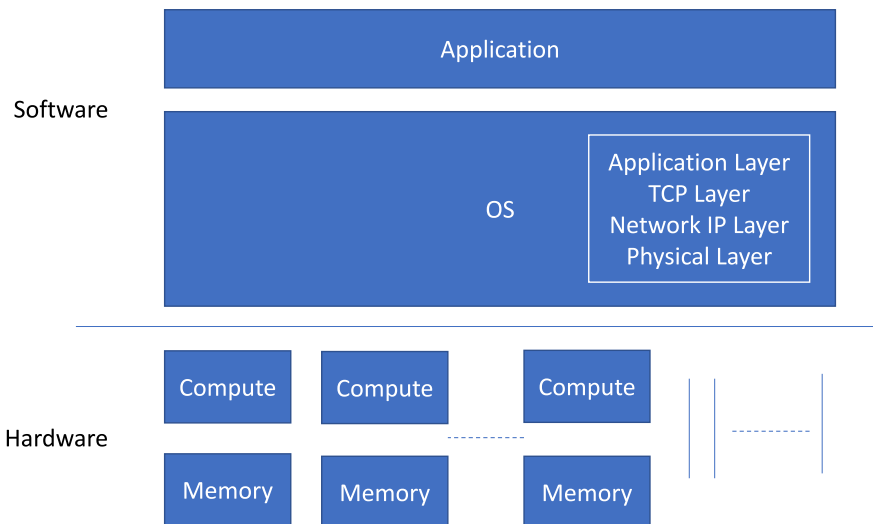 Application
Software
OS
Application Layer
TCP Layer
Network IP Layer
Physical Layer
Compute
Compute
Compute
Hardware
Memory
Memory
Memory